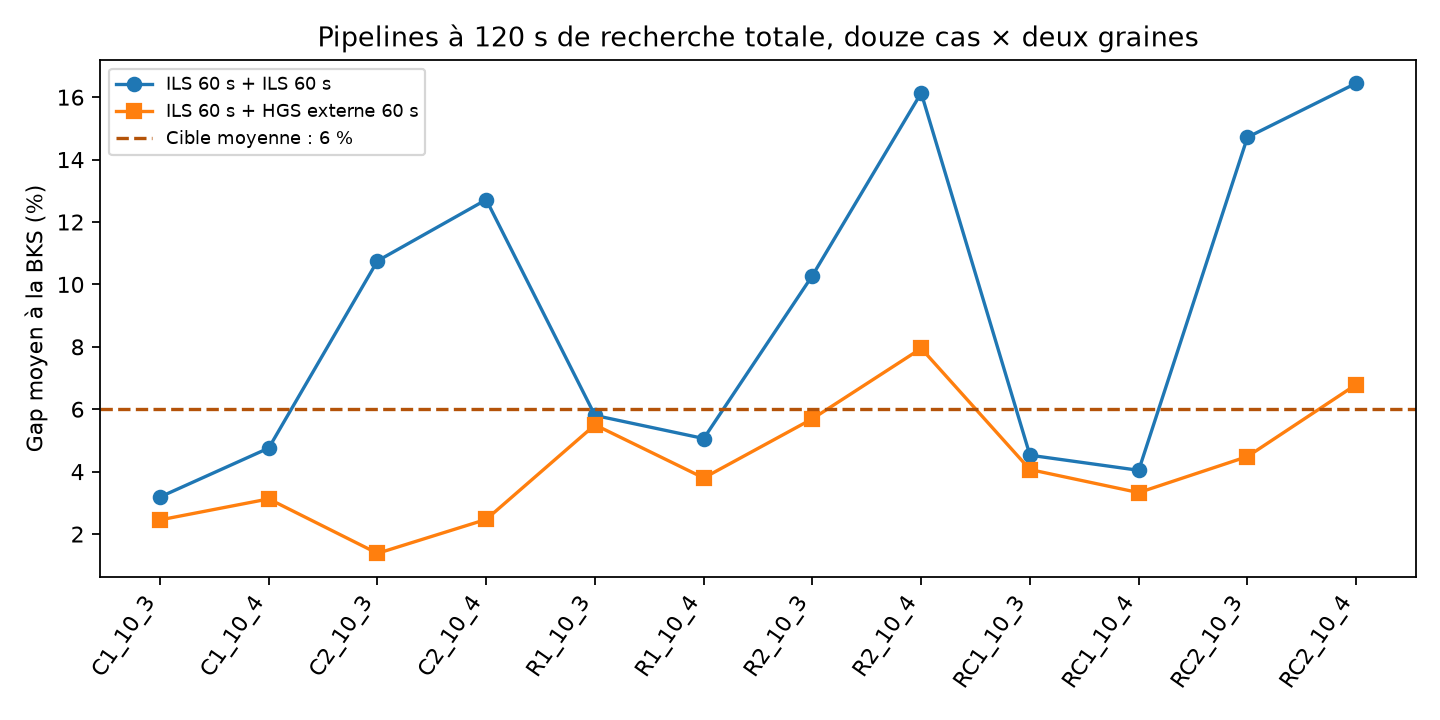 Pipelines à 120 s de recherche totale, douze cas × deux graines
ILS 60 s + ILS 60 s
ILS 60 s + HGS externe 60 s
Cible moyenne : 6 %
Gap moyen à la BKS (%)
16
14
12
10
8
6
4
2
C1_10_3
C1_10_4
C2_10_3
C2_10_4
R1_10_3
R1_10_4
R2_10_3
R2_10_4
RC1_10_3
RC1_10_4
RC2_10_3
RC2_10_4